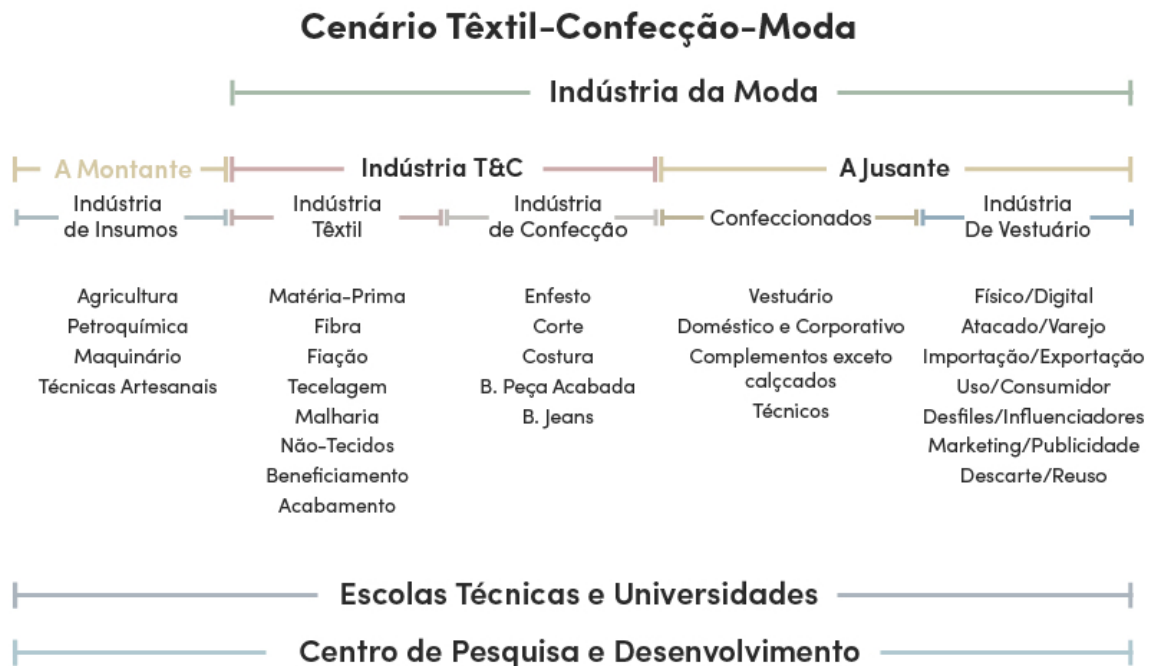 Cenário Têxtil-Confecção-Moda
Indústria da Moda
A Montante
Indústria T&C
A Jusante
Indústria
de Insumos
Indústria
Têxtil
Indústria
de Confecção
Confeccionados
Indústria
De Vestuário
Agricultura
Petroquímica
Maquinário
Técnicas Artesanais
Matéria-Prima
Fibra
Fiação
Tecelagem
Malharia
Não-Tecidos
Beneficiamento
Acabamento
Enfesto
Corte
Costura
B. Peça Acabada
B. Jeans
Vestuário
Doméstico e Corporativo
Complementos exceto
calçcados
Técnicos
Físico/Digital
Atacado/Varejo
Importação/Exportação
Uso/Consumidor
Desfiles/Influenciadores
Marketing/Publicidade
Descarte/Reuso
Escolas Técnicas e Universidades
Centro de Pesquisa e Desenvolvimento